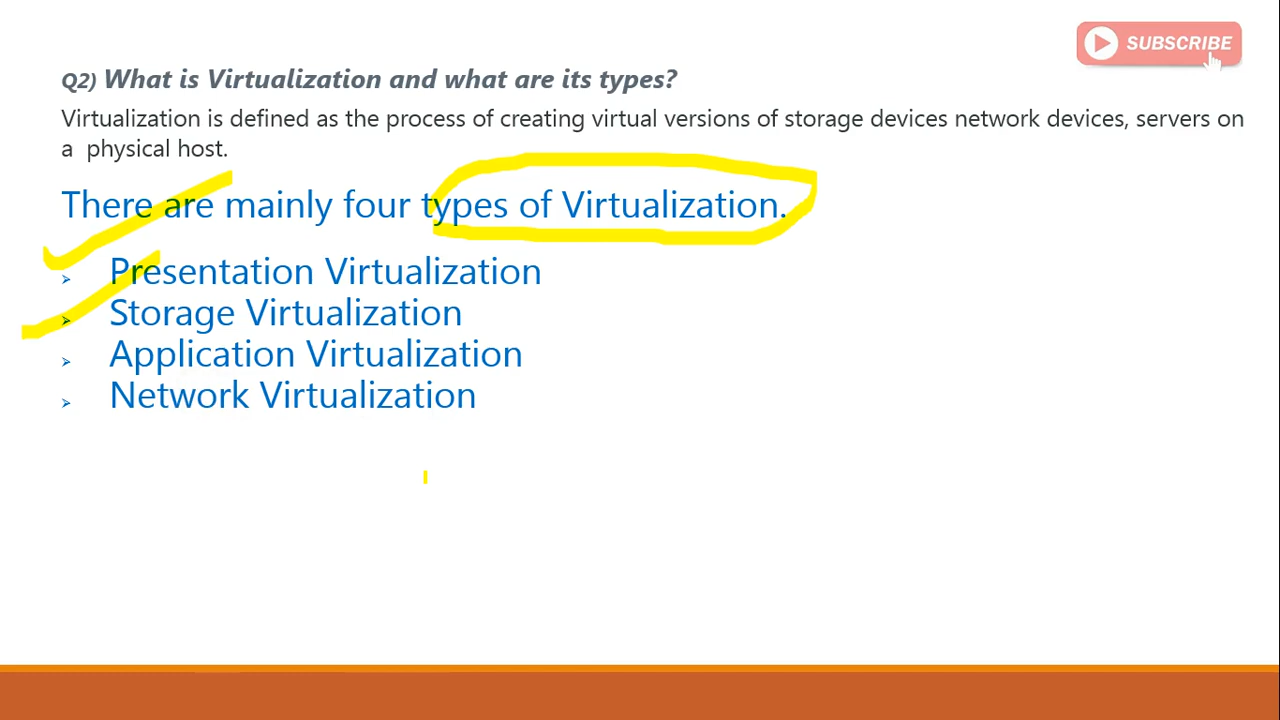 SUBSCRIBE
Q2) What is Virtualization and what are its types?
Virtualization is defined as the process of creating virtual versions of storage devices network devices, servers on
a physical host.
There are mainly four types of Virtualization.
Presentation Virtualization
Storage Virtualization
Application Virtualization
Network Virtualization